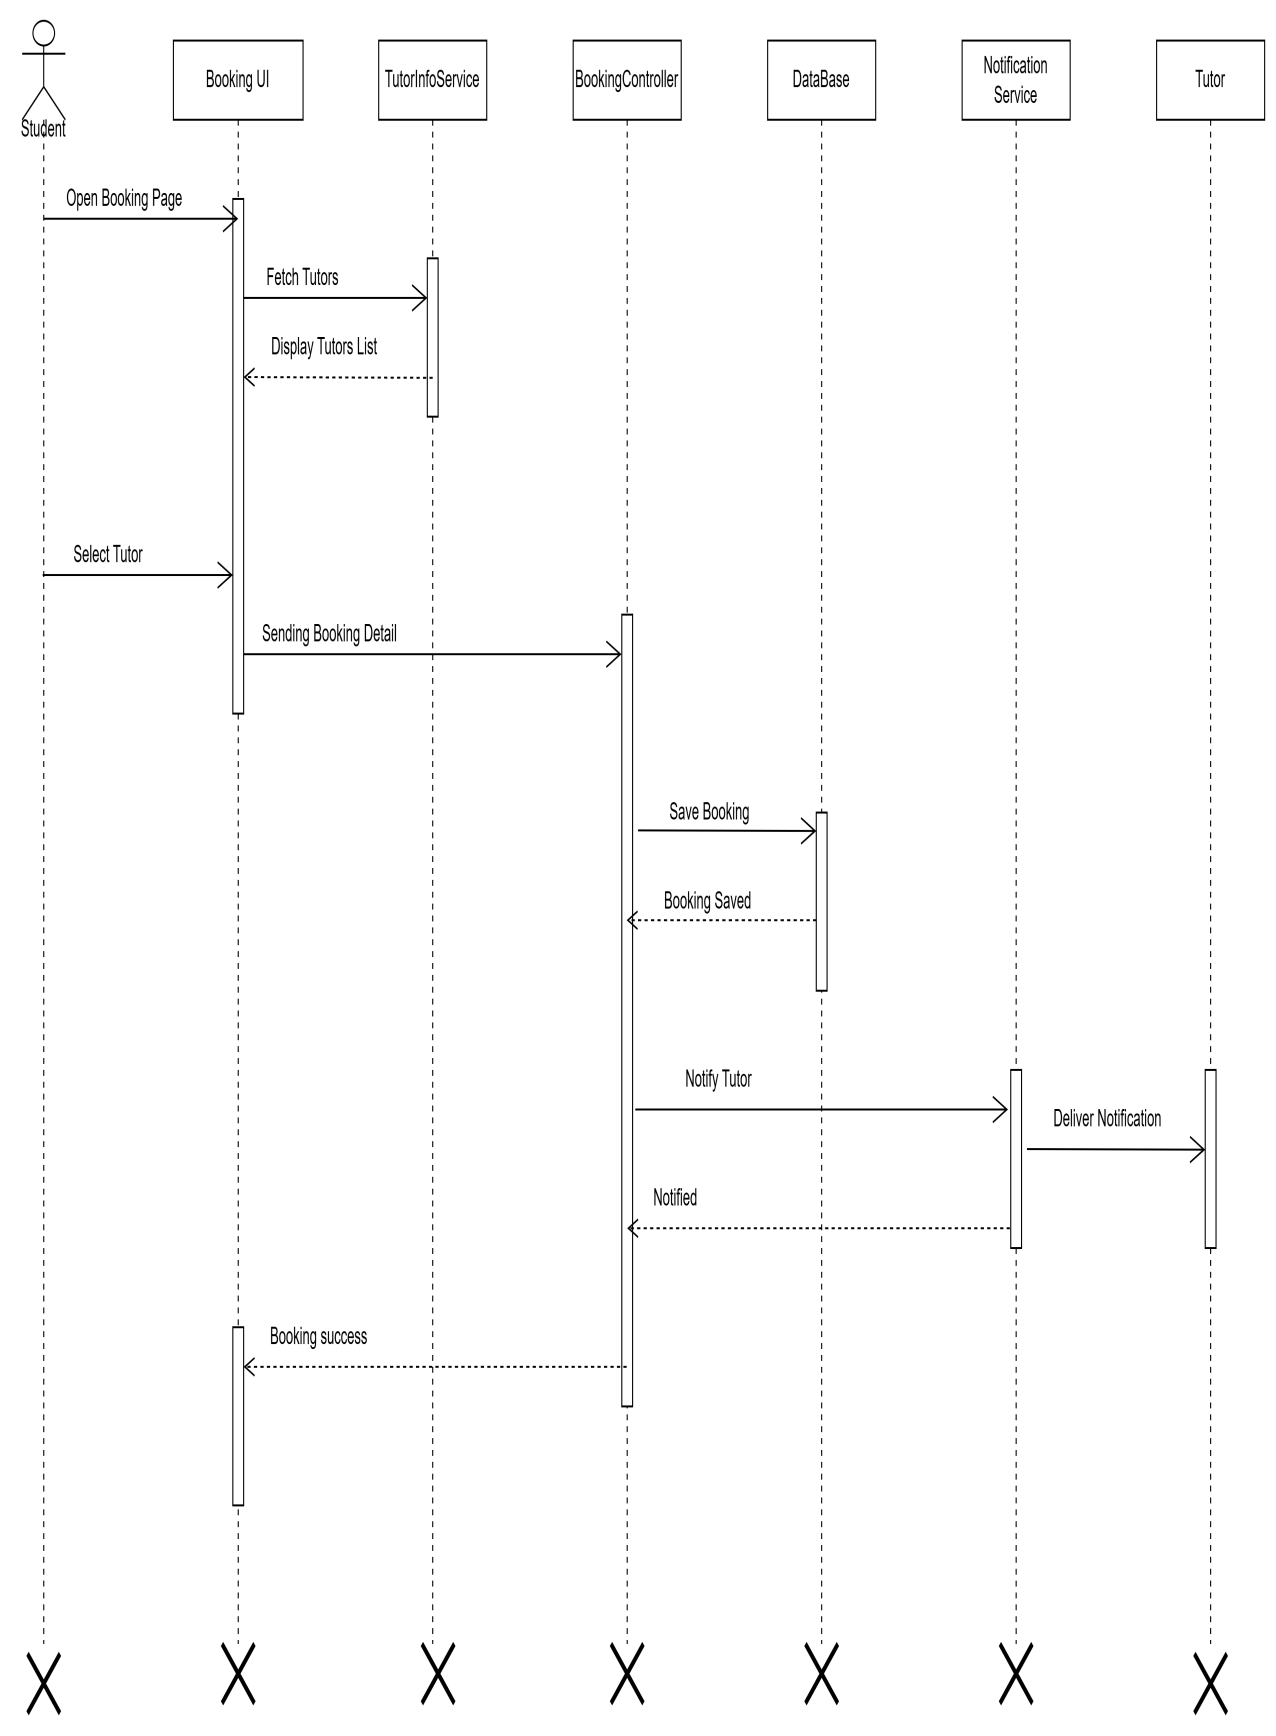 Student
Booking UI
TutorInfoService
BookingController
DataBase
Notification
Service
Tutor
Open Booking Page
Fetch Tutors
Display Tutors List
Select Tutor
Sending Booking Detail
Save Booking
Booking Saved
Notify Tutor
Deliver Notification
Notified
Booking success